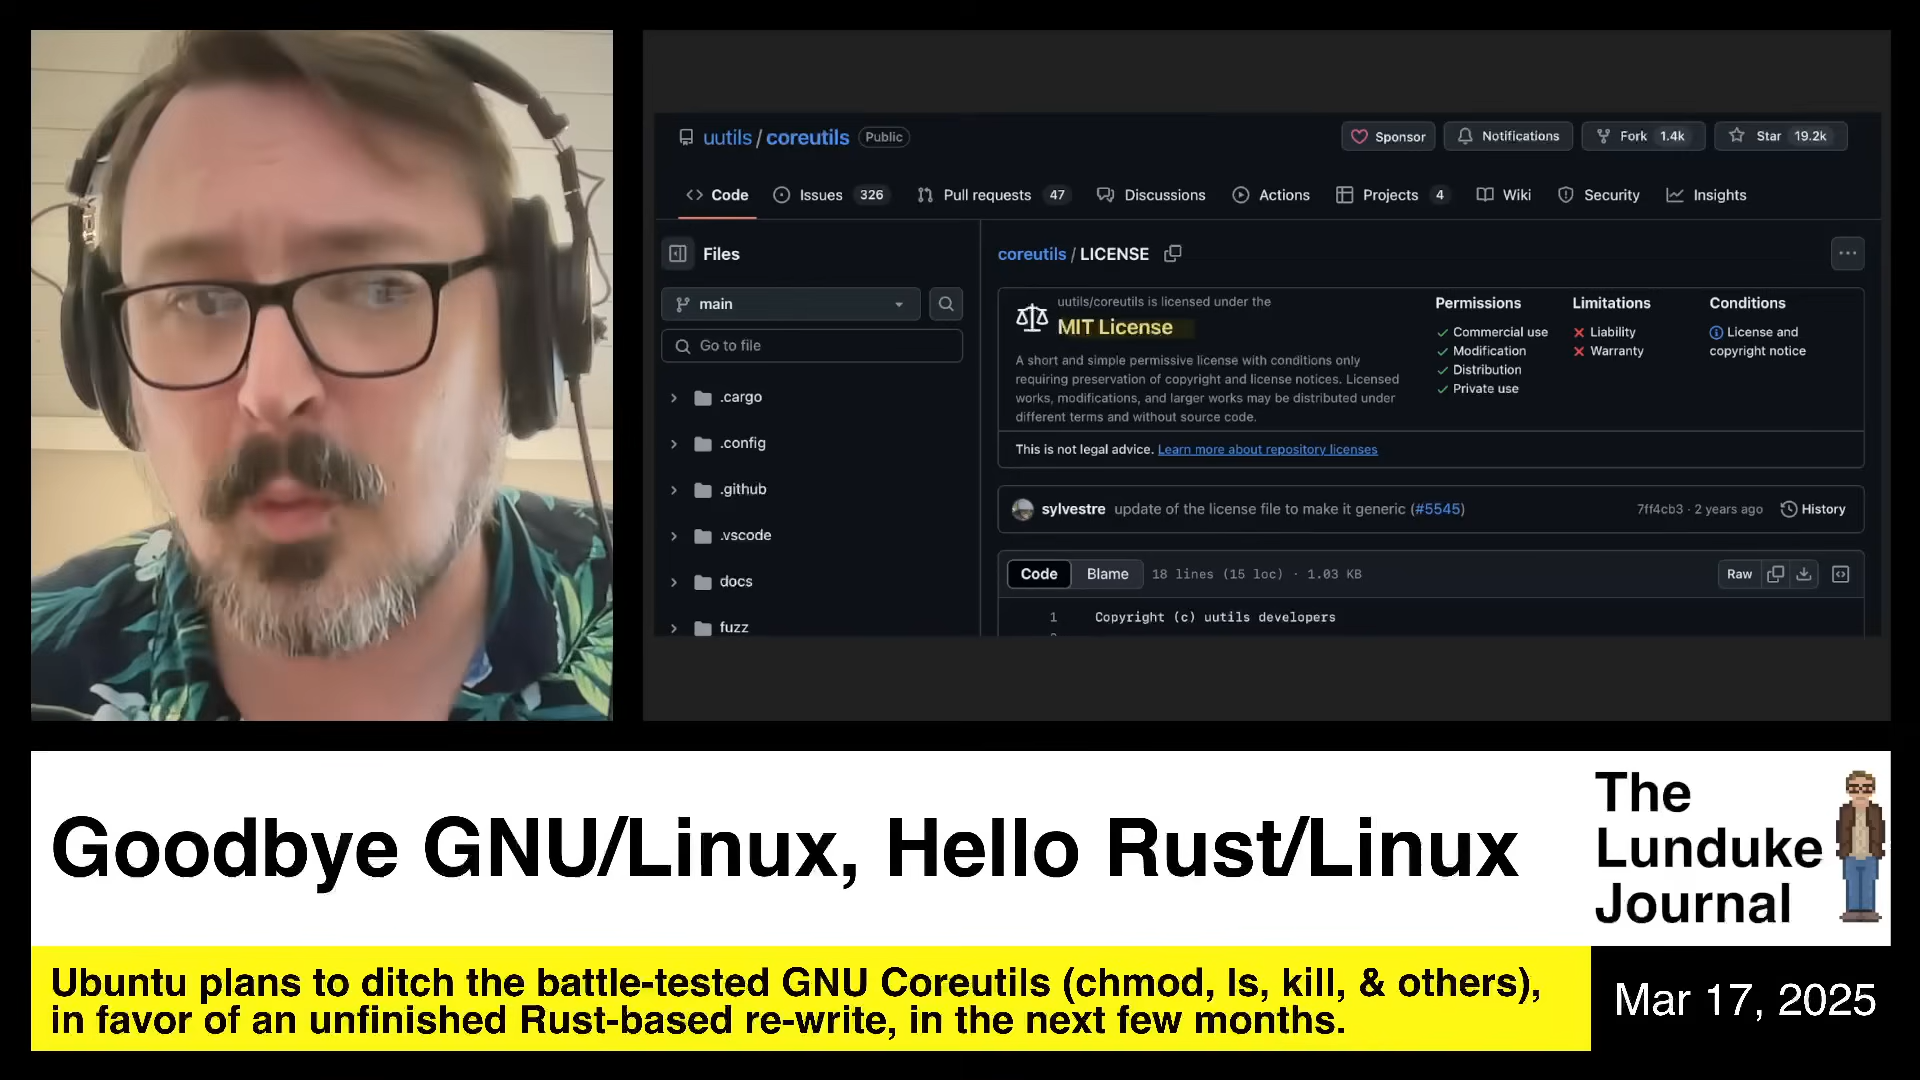 uutils / coreutils Public
Sponsor Notifications Fork 1.4k Star 19.2k
Code Issues 326 Pull requests 47 Discussions Actions Projects 4 Wiki Security Insights
Files
main
Go to file
.cargo
.config
.github
.vscode
docs
fuzz
coreutils / LICENSE
uutils/coreutils is licensed under the
MIT License
A short and simple permissive license with conditions only
requiring preservation of copyright and license notices. Licensed
works, modifications, and larger works may be distributed under
different terms and without source code.
Permissions
Commercial use
Modification
Distribution
Private use
Limitations
Liability
Warranty
Conditions
License and
copyright notice
This is not legal advice. Learn more about repository licenses
sylvestre update of the license file to make it generic (#5545) 7ff4cb3 · 2 years ago History
Code Blame 18 lines (15 loc) · 1.03 KB Raw
1 Copyright (c) uutils developers
Goodbye GNU/Linux, Hello Rust/Linux
The
Lunduke
Journal
Ubuntu plans to ditch the battle-tested GNU Coreutils (chmod, ls, kill, & others),
in favor of an unfinished Rust-based re-write, in the next few months.
Mar 17, 2025